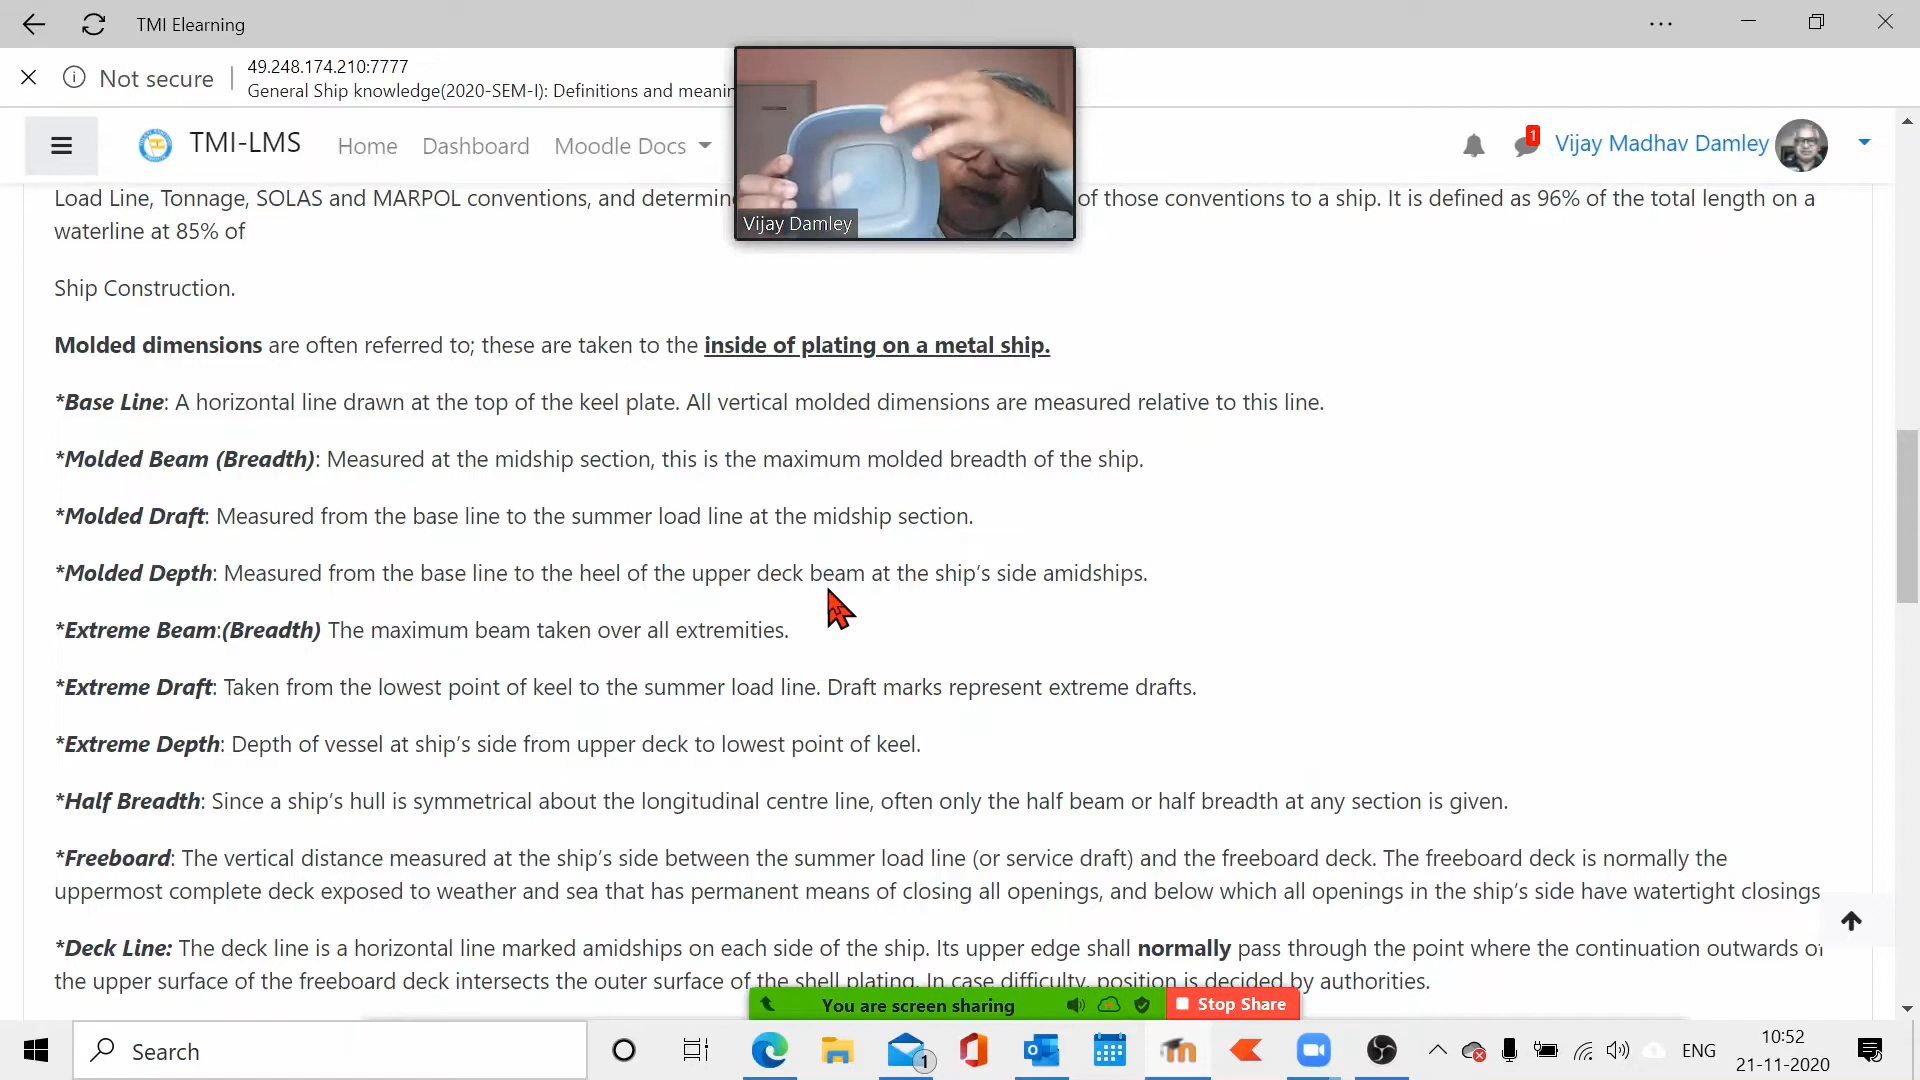 TMI Elearning
Not secure
49.248.174.210:7777
General Ship knowledge(2020-SEM-I): Definitions and
TMI-LMS
Home
Dashboard
Moodle Docs
1
Vijay Madhav Damley
Vijay Damley
Load Line, Tonnage, SOLAS and MARPOL conventions, and of those conventions to a ship. It is defined as 96% of the total length on a
waterline at 85% of
Ship Construction.
Molded dimensions are often referred to; these are taken to the inside of plating on a metal ship.
*Base Line: A horizontal line drawn at the top of the keel plate. All vertical molded dimensions are measured relative to this line.
*Molded Beam (Breadth): Measured at the midship section, this is the maximum molded breadth of the ship.
*Molded Draft: Measured from the base line to the summer load line at the midship section.
*Molded Depth: Measured from the base line to the heel of the upper deck beam at the ship’s side amidships.
*Extreme Beam:(Breadth) The maximum beam taken over all extremities.
*Extreme Draft: Taken from the lowest point of keel to the summer load line. Draft marks represent extreme drafts.
*Extreme Depth: Depth of vessel at ship’s side from upper deck to lowest point of keel.
*Half Breadth: Since a ship’s hull is symmetrical about the longitudinal centre line, often only the half beam or half breadth at any section is given.
*Freeboard: The vertical distance measured at the ship’s side between the summer load line (or service draft) and the freeboard deck. The freeboard deck is normally the
uppermost complete deck exposed to weather and sea that has permanent means of closing all openings, and below which all openings in the ship’s side have watertight closings
*Deck Line: The deck line is a horizontal line marked amidships on each side of the ship. Its upper edge shall normally pass through the point where the continuation outwards of
the upper surface of the freeboard deck intersects the outer surface of the shell plating. In case difficulty, position is decided by authorities.
You are screen sharing
Stop Share
Search
1
ENG
10:52
21-11-2020